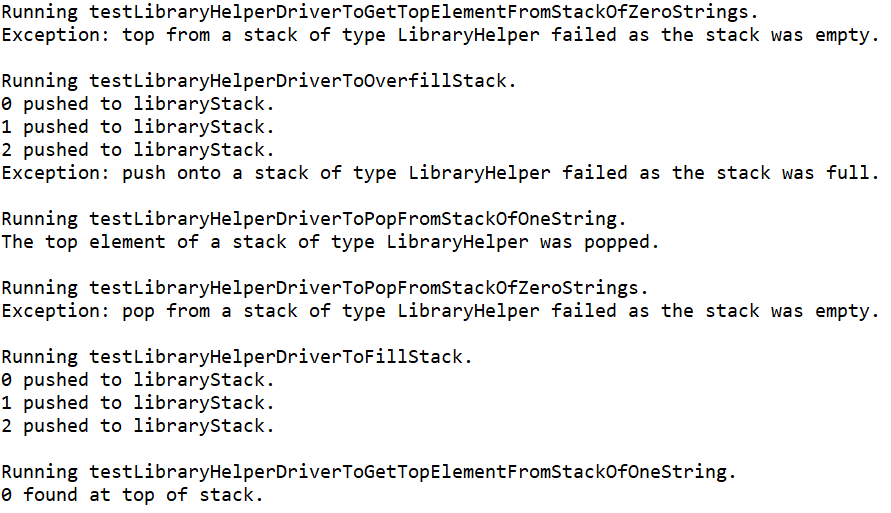 Running testLibraryHelperDriverToGetTopElementFromStackOfZeroStrings.
Exception: top from a stack of type LibraryHelper failed as the stack was empty.
Running testLibraryHelperDriverToOverfillStack.
0 pushed to libraryStack.
1 pushed to libraryStack.
2 pushed to libraryStack.
Exception: push onto a stack of type LibraryHelper failed as the stack was full.
Running testLibraryHelperDriverToPopFromStackOfOneString.
The top element of a stack of type LibraryHelper was popped.
Running testLibraryHelperDriverToPopFromStackOfZeroStrings.
Exception: pop from a stack of type LibraryHelper failed as the stack was empty.
Running testLibraryHelperDriverToFillStack.
0 pushed to libraryStack.
1 pushed to libraryStack.
2 pushed to libraryStack.
Running testLibraryHelperDriverToGetTopElementFromStackOfOneString.
0 found at top of stack.